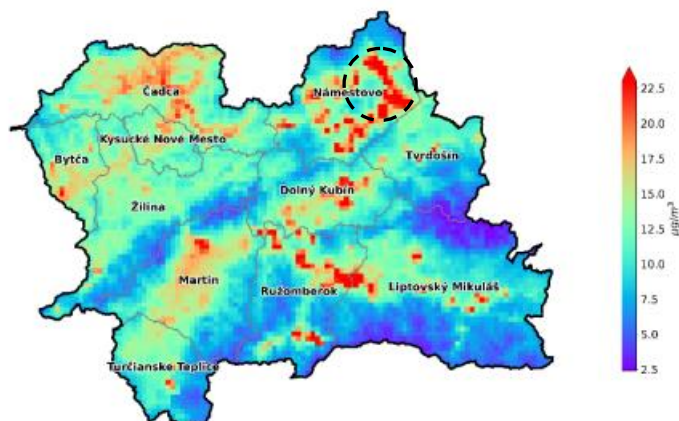 Čadca
Námestovo
Kysucké Nové Mesto
Bytča
Tvrdošín
Dolný Kubín
Žilina
Martin
Ružomberok
Liptovský Mikuláš
Turčianske Teplice
22.5
20.0
17.5
15.0
12.5
10.0
7.5
5.0
2.5
µg/m³